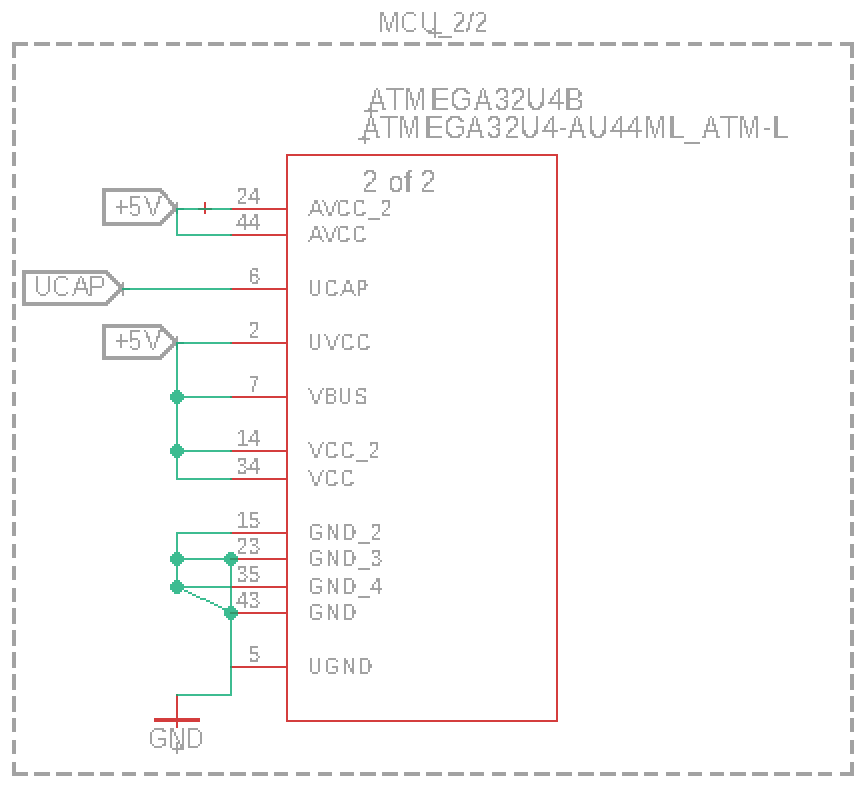 MCU_2/2
ATMEGA32U4B
ATMEGA32U4-AU44ML_ATM-L
2 of 2
+5V 24 AVCC_2
44 AVCC
UCAP 6 UCAP
+5V 2 UVCC
7 VBUS
14 VCC_2
34 VCC
15 GND_2
23 GND_3
35 GND_4
43 GND
5 UGND
GND